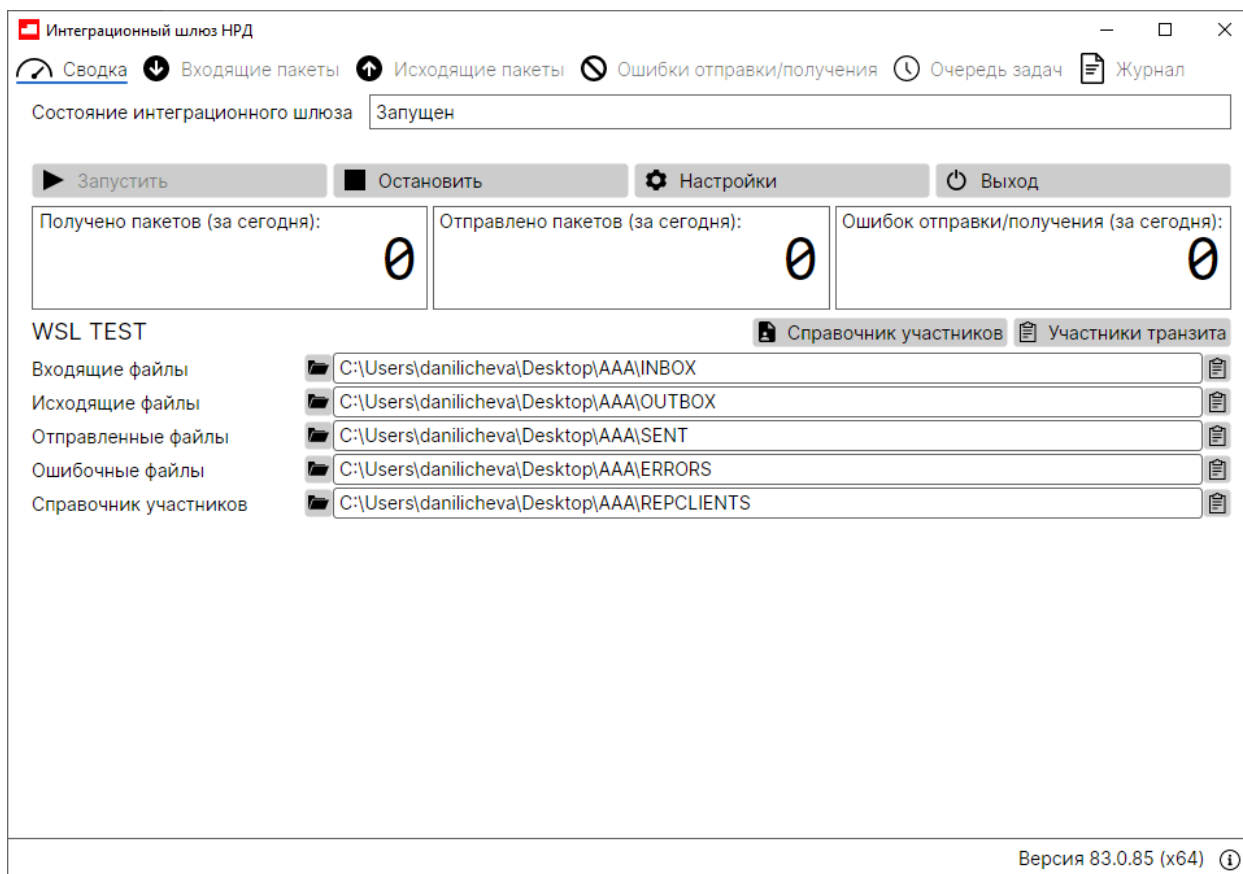 Интеграционный шлюз НРД
Сводка Входящие пакеты Исходящие пакеты Ошибки отправки/получения Очередь задач Журнал
Состояние интеграционного шлюза Запущен
Запустить Остановить Настройки Выход
Получено пакетов (за сегодня): Отправлено пакетов (за сегодня): Ошибок отправки/получения (за сегодня):
0 0 0
WSL TEST Справочник участников Участники транзита
Входящие файлы C:\Users\danilicheva\Desktop\AAA\INBOX
Исходящие файлы C:\Users\danilicheva\Desktop\AAA\OUTBOX
Отправленные файлы C:\Users\danilicheva\Desktop\AAA\SENT
Ошибочные файлы C:\Users\danilicheva\Desktop\AAA\ERRORS
Справочник участников C:\Users\danilicheva\Desktop\AAA\REPCLIENTS
Версия 83.0.85 (x64)